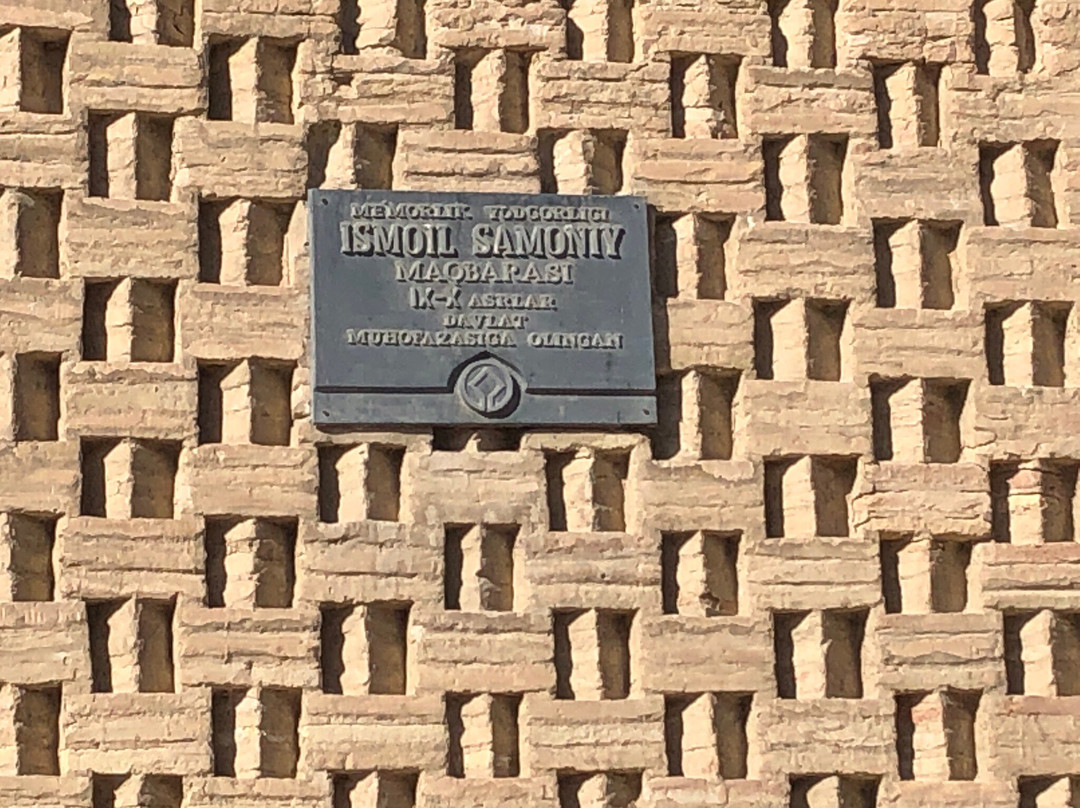 MEMORLIK YODGORLIGI
ISMOIL SAMONIY
MAQBARASI
IX-X ASRLAR
DAVLAT
MUHOFAZASIGA OLINGAN